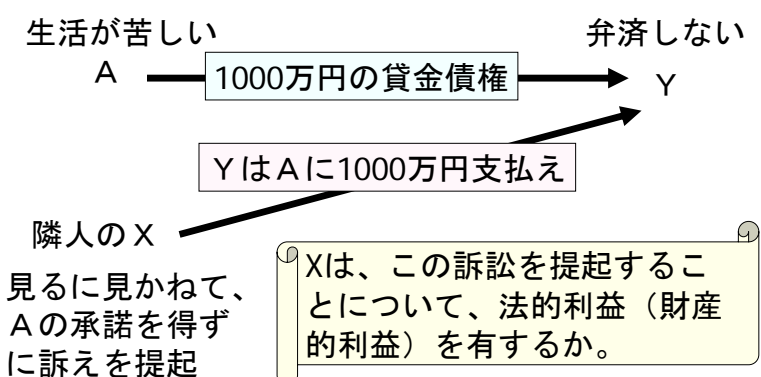 生活が苦しい
弁済しない
A
1000万円の貸金債権
Y
YはAに1000万円支払え
隣人のX
見るに見かねて、
Aの承諾を得ず
に訴えを提起
Xは、この訴訟を提起するこ
とについて、法的利益（財産
的利益）を有するか。